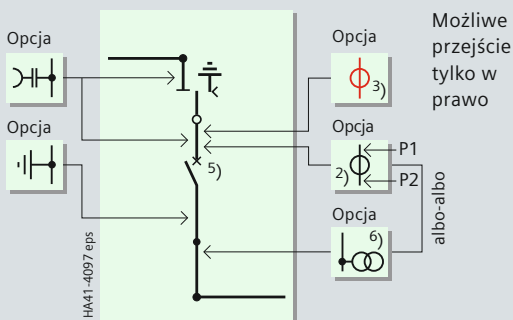 Opcja
Opcja
Możliwe
przejście
tylko w
prawo
3)
Opcja
Opcja
P1
2)
P2
5)
albo-albo
Opcja
6)
HA41-4097 eps